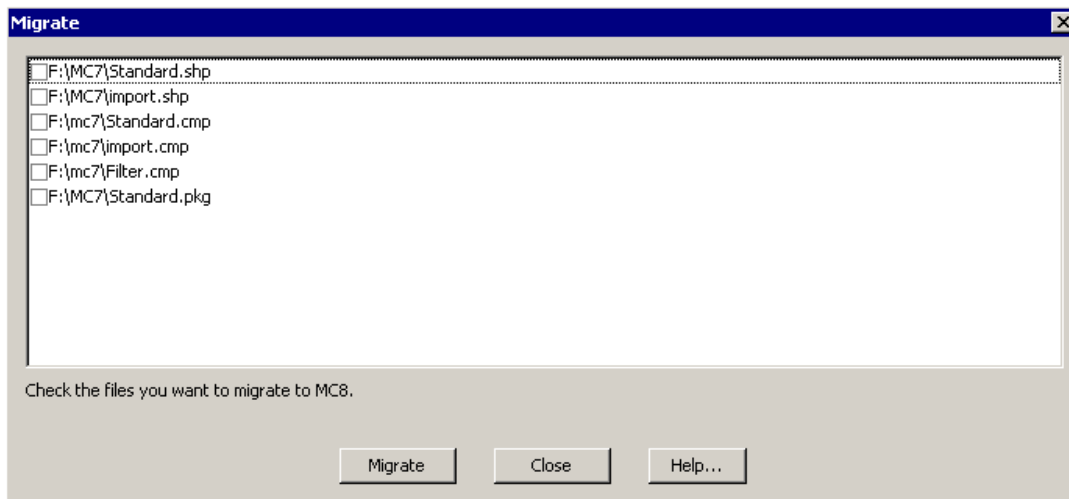 Migrate
F:\MC7\Standard.shp
F:\MC7\import.shp
F:\mc7\Standard.cmp
F:\mc7\import.cmp
F:\mc7\Filter.cmp
F:\MC7\Standard.pkg
Check the files you want to migrate to MC8.
Migrate Close Help...